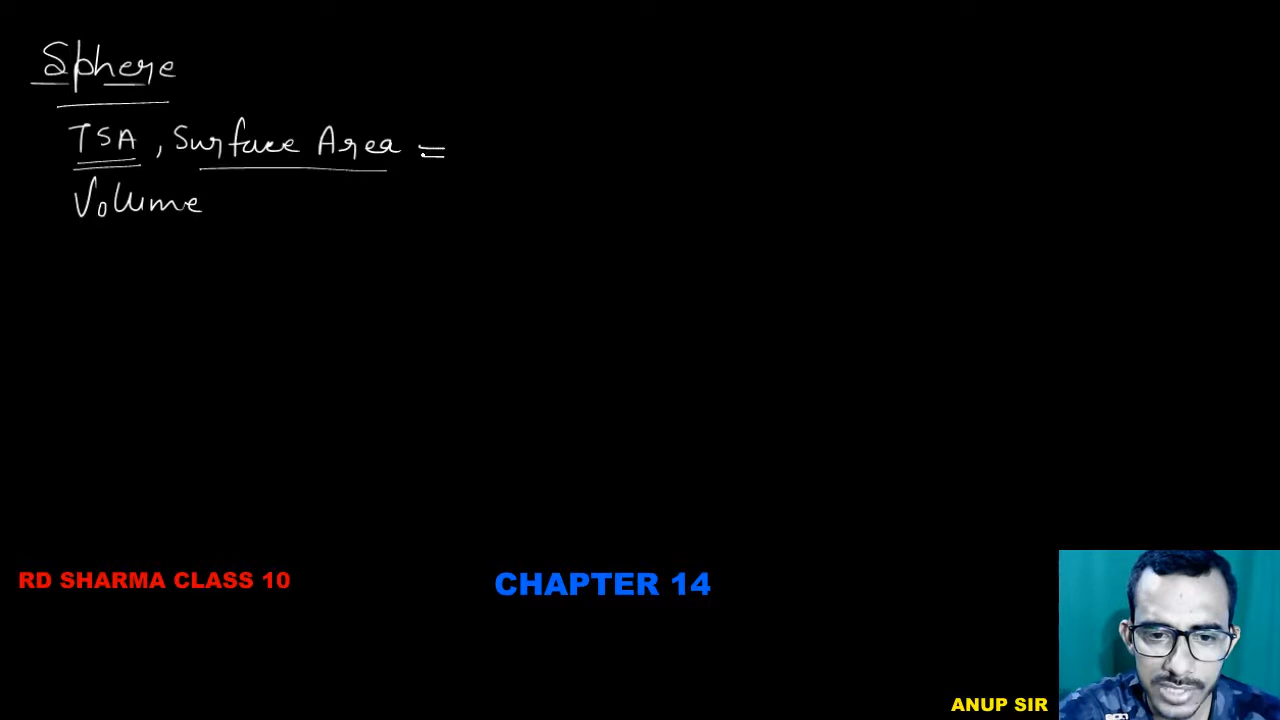 Sphere
TSA, Surface Area =
Volume
RD SHARMA CLASS 10
CHAPTER 14
ANUP SIR